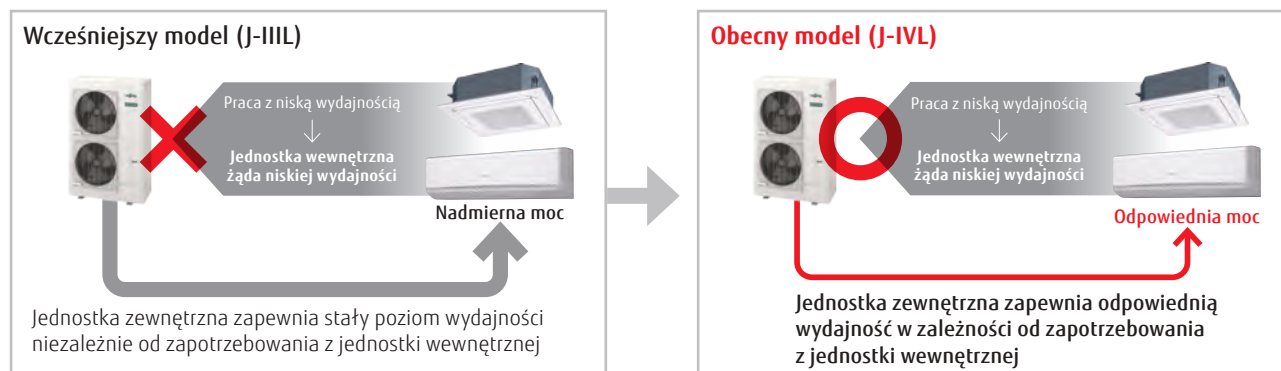 Wcześniejszy model (J-IIIL)
Praca z niską wydajnością
Jednostka wewnętrzna
żąda niskiej wydajności
Nadmierna moc
Jednostka zewnętrzna zapewnia stały poziom wydajności
niezależnie od zapotrzebowania z jednostki wewnętrznej
Obecny model (J-IVL)
Praca z niską wydajnością
Jednostka wewnętrzna
żąda niskiej wydajności
Odpowiednia moc
Jednostka zewnętrzna zapewnia odpowiednią
wydajność w zależności od zapotrzebowania
z jednostki wewnętrznej